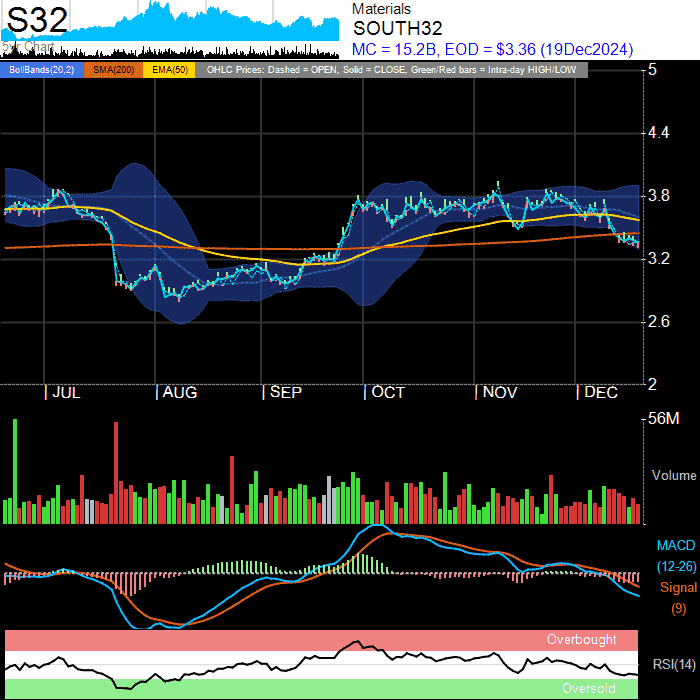 S32
5yr Chart
Materials
SOUTH32
MC = 15.2B, EOD = $3.36 (19Dec2024)
BollBands(20,2) SMA(200) EMA(50) OHLC Prices: Dashed = OPEN, Solid = CLOSE, Green/Red bars = Intra-day HIGH/LOW
5
4.4
3.8
3.2
2.6
2
JUL AUG SEP OCT NOV DEC
56M
Volume
MACD
(12-26)
Signal
(9)
Overbought
RSI(14)
Oversold